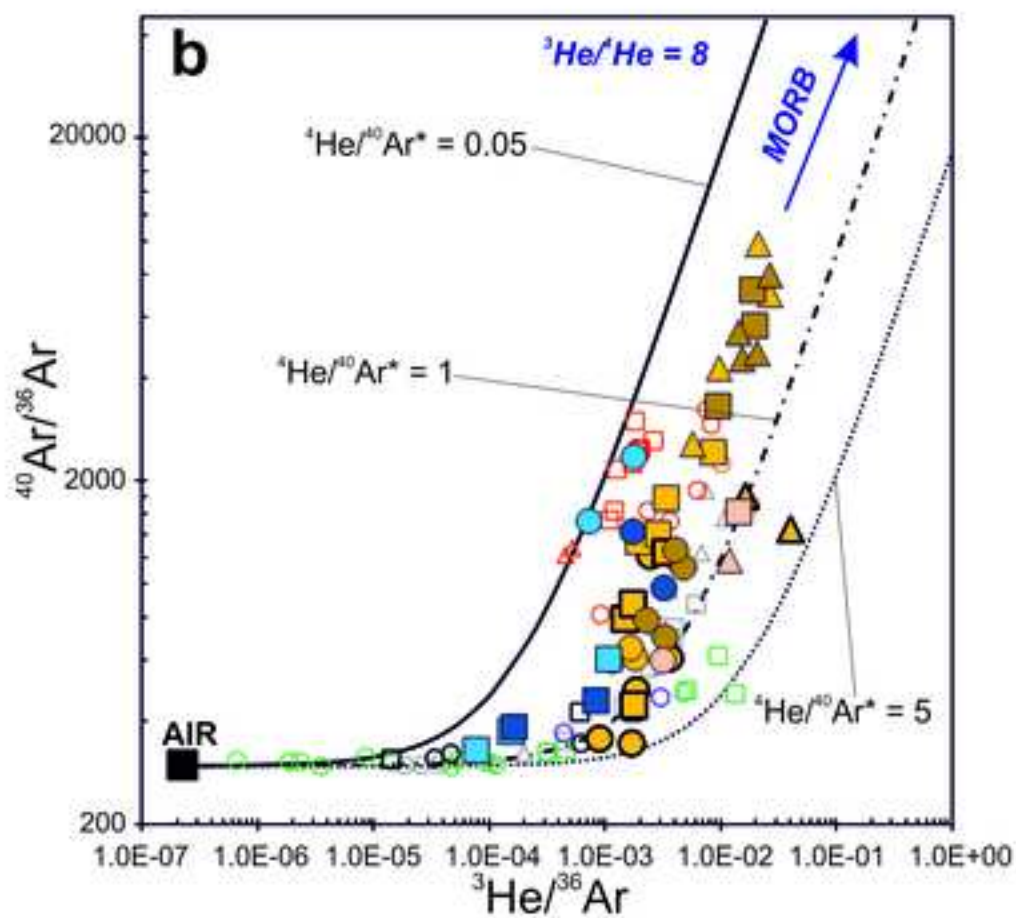 b
³He/⁴He = 8
MORB
20000
⁴He/⁴⁰Ar* = 0.05
⁴He/⁴⁰Ar* = 1
⁴⁰Ar/³⁶Ar
2000
⁴He/⁴⁰Ar* = 5
AIR
200
1.0E-07 1.0E-06 1.0E-05 1.0E-04 1.0E-03 1.0E-02 1.0E-01 1.0E+00
³He/³⁶Ar